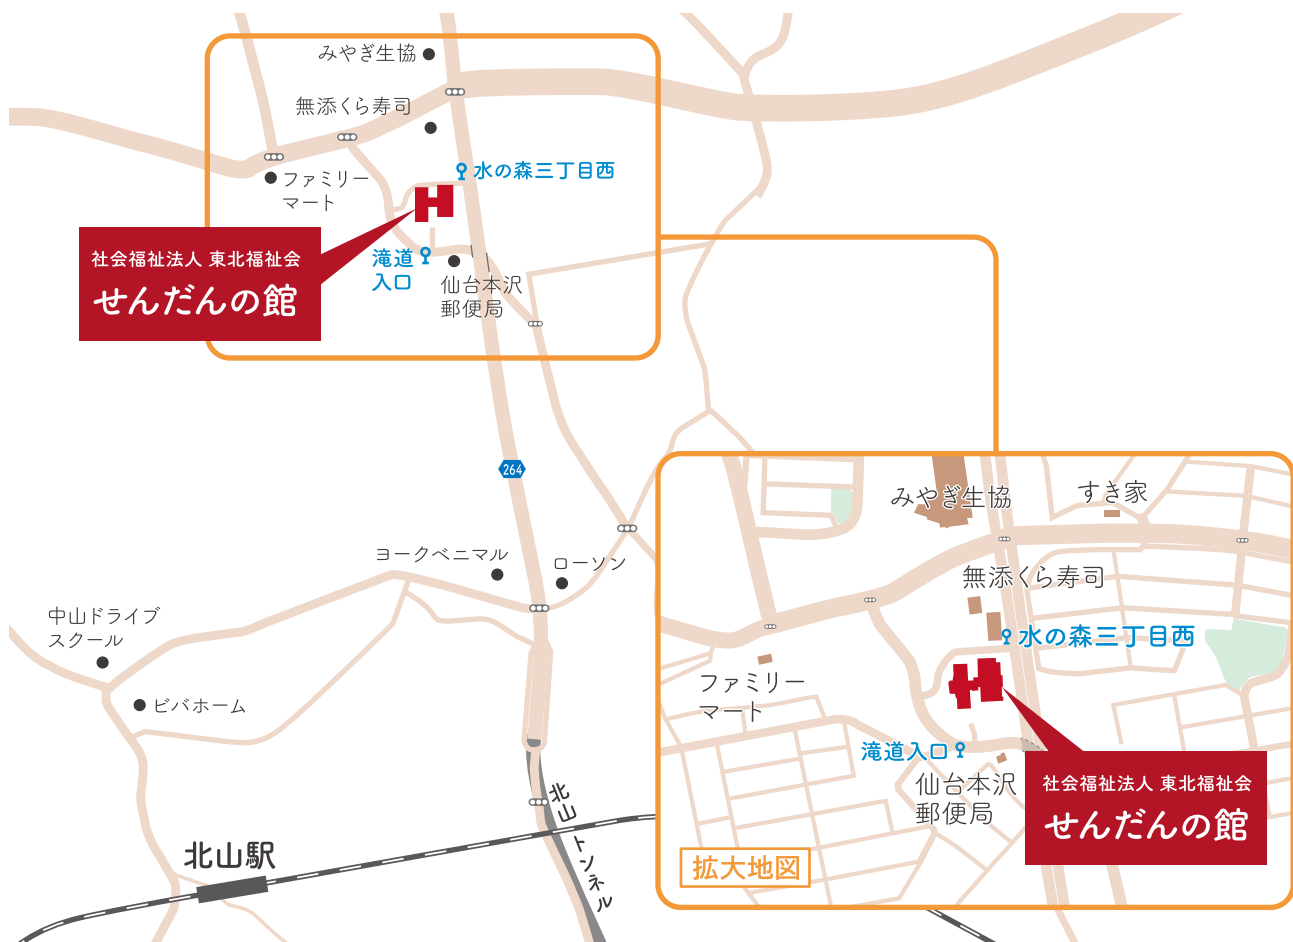 みやぎ生協
無添くら寿司
水の森三丁目西
ファミリー
マート
社会福祉法人 東北福祉会
せんだんの館
滝道
入口
仙台本沢
郵便局
264
ヨークベニマル
ローソン
中山ドライブ
スクール
ビバホーム
北山トンネル
北山駅
みやぎ生協
すき家
無添くら寿司
水の森三丁目西
ファミリー
マート
滝道入口
仙台本沢
郵便局
社会福祉法人 東北福祉会
せんだんの館
拡大地図